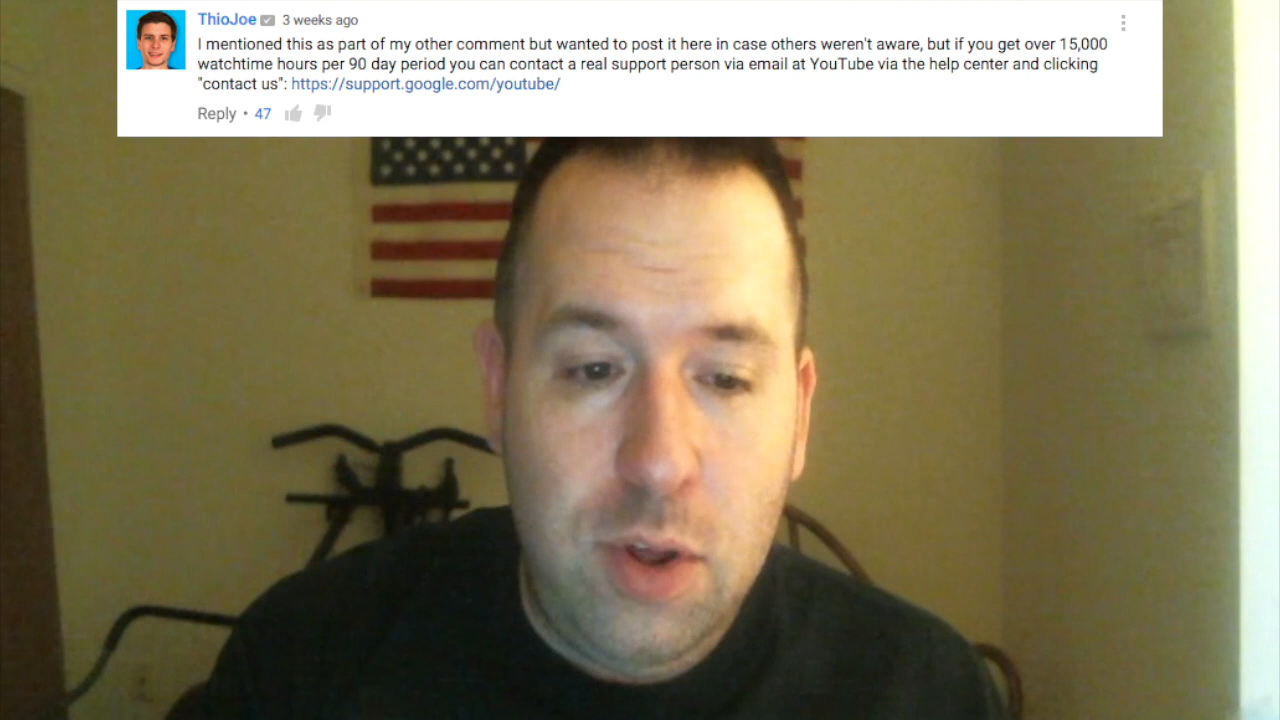 ThioJoe 3 weeks ago
I mentioned this as part of my other comment but wanted to post it here in case others weren't aware, but if you get over 15,000
watchtime hours per 90 day period you can contact a real support person via email at YouTube via the help center and clicking
"contact us": https://support.google.com/youtube/
Reply • 47